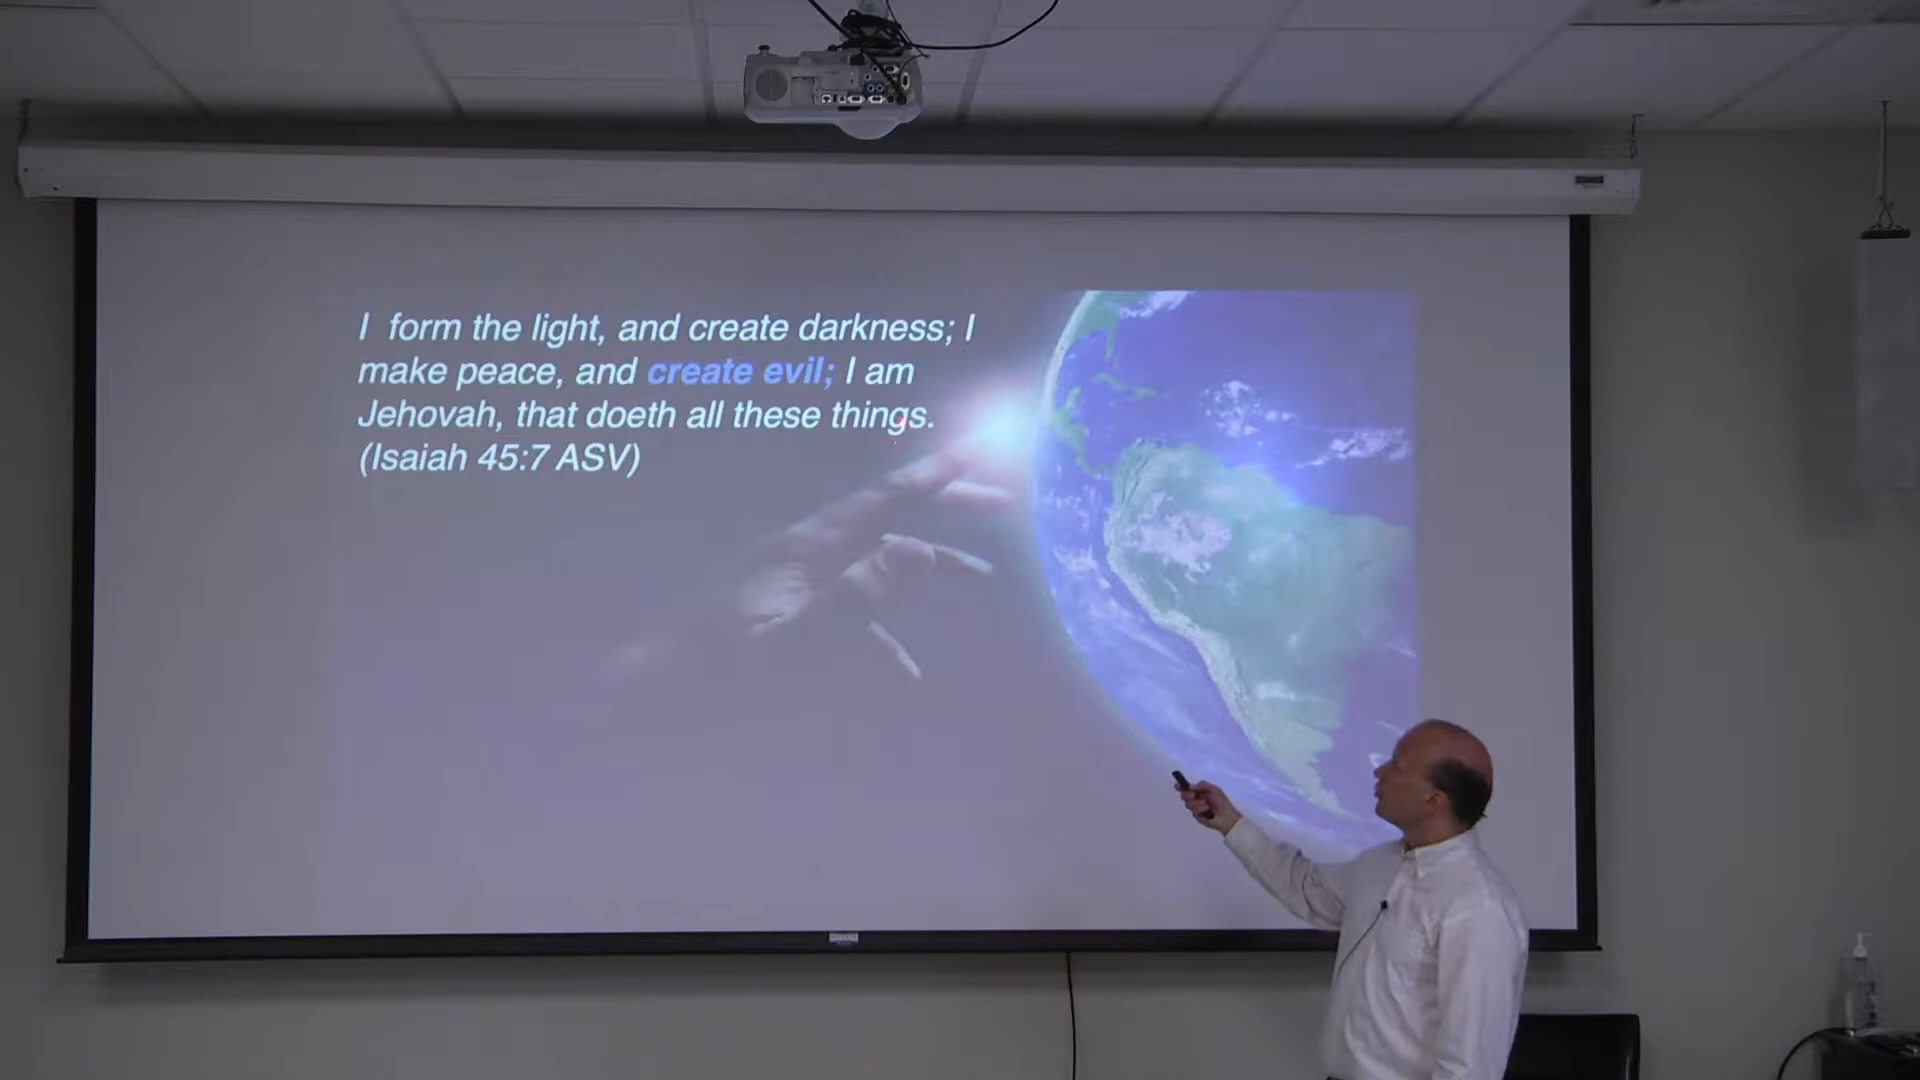 I form the light, and create darkness; I
make peace, and create evil; I am
Jehovah, that doeth all these things.
(Isaiah 45:7 ASV)